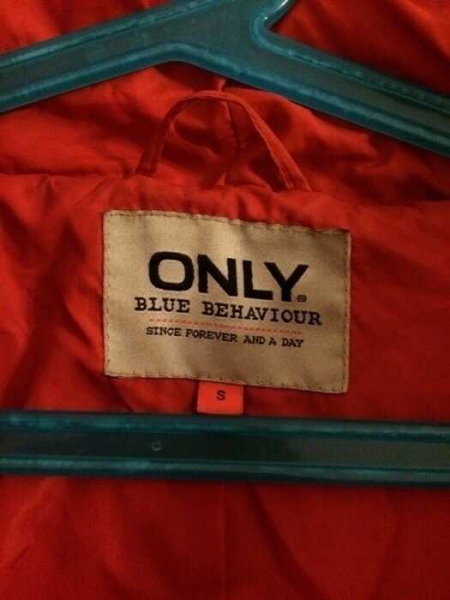 ONLY®
BLUE BEHAVIOUR
SINCE FOREVER AND A DAY
S